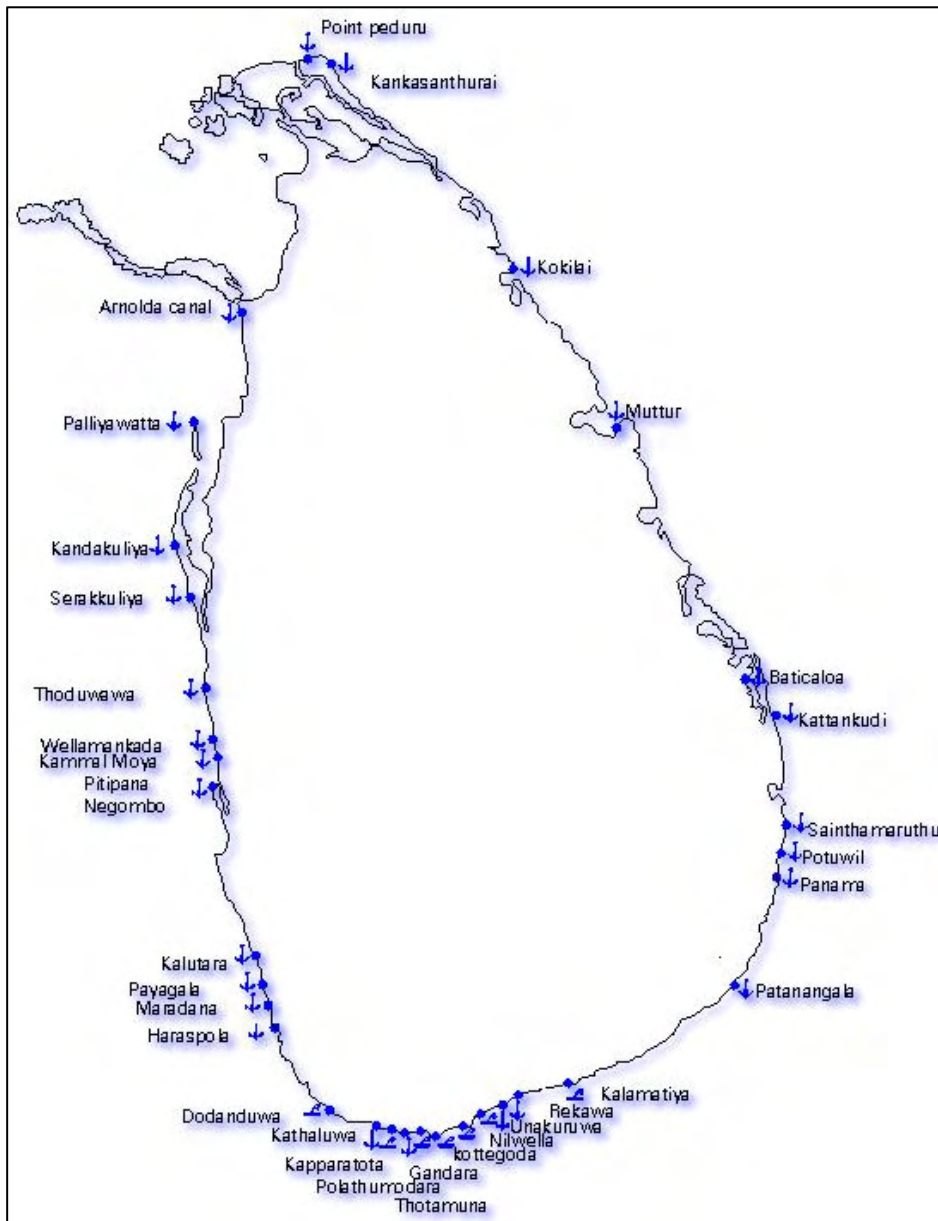 Point peduru
Kankasanthurai
Kokilai
Arnolda canal
Muttur
Palliyawatta
Kandakuliya
Serakkuliya
Baticaloa
Thoduwawa
Kattankudi
Wellamankada
Kammal Moya
Pitipana
Negombo
Sainthamaruthu
Potuwil
Panama
Kalutara
Payagala
Patanangala
Maradana
Haraspola
Kalamatiya
Dodanduwa
Rekawa
Unakuruwa
Kathaluwa
Nilwella
kottegoda
Kapparatota
Gandara
Polathumodara
Thotamuna